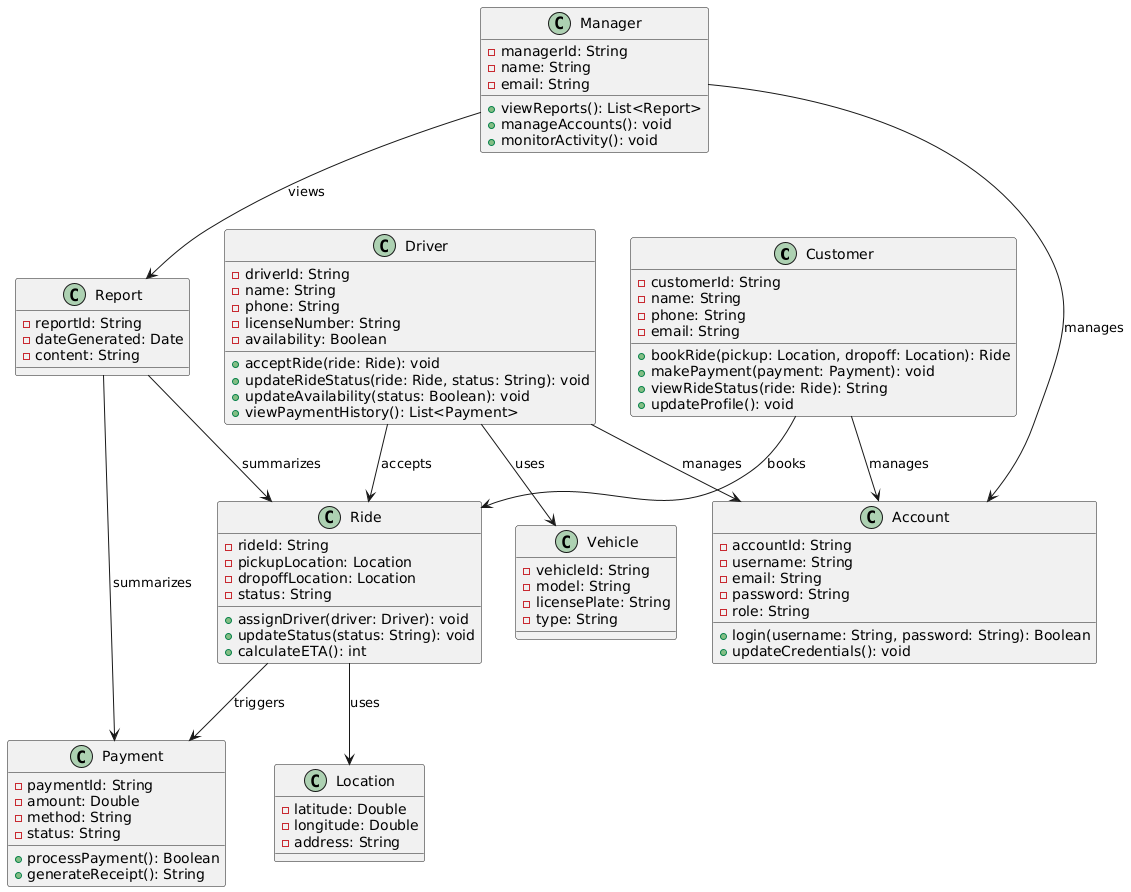 Manager
managerId: String
name: String
email: String
viewReports(): List<Report>
manageAccounts(): void
monitorActivity(): void
views
manages
Driver
driverId: String
name: String
phone: String
licenseNumber: String
availability: Boolean
acceptRide(ride: Ride): void
updateRideStatus(ride: Ride, status: String): void
updateAvailability(status: Boolean): void
viewPaymentHistory(): List<Payment>
Customer
customerId: String
name: String
phone: String
email: String
bookRide(pickup: Location, dropoff: Location): Ride
makePayment(payment: Payment): void
viewRideStatus(ride: Ride): String
updateProfile(): void
Report
reportId: String
dateGenerated: Date
content: String
summarizes
accepts
uses
manages
books
manages
summarizes
Ride
rideId: String
pickupLocation: Location
dropoffLocation: Location
status: String
assignDriver(driver: Driver): void
updateStatus(status: String): void
calculateETA(): int
Vehicle
vehicleId: String
model: String
licensePlate: String
type: String
Account
accountId: String
username: String
email: String
password: String
role: String
login(username: String, password: String): Boolean
updateCredentials(): void
triggers
uses
Payment
paymentId: String
amount: Double
method: String
status: String
processPayment(): Boolean
generateReceipt(): String
Location
latitude: Double
longitude: Double
address: String